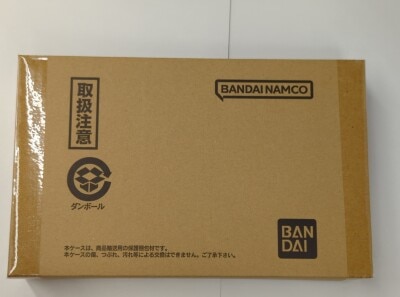 取扱注意
BANDAI NAMCO
ダンボール
BAN
DAI
本ケースは、商品輸送用の保護梱包材です。
本ケースの傷、つぶれ、汚れ等による交換はできません。ご了承下さい。